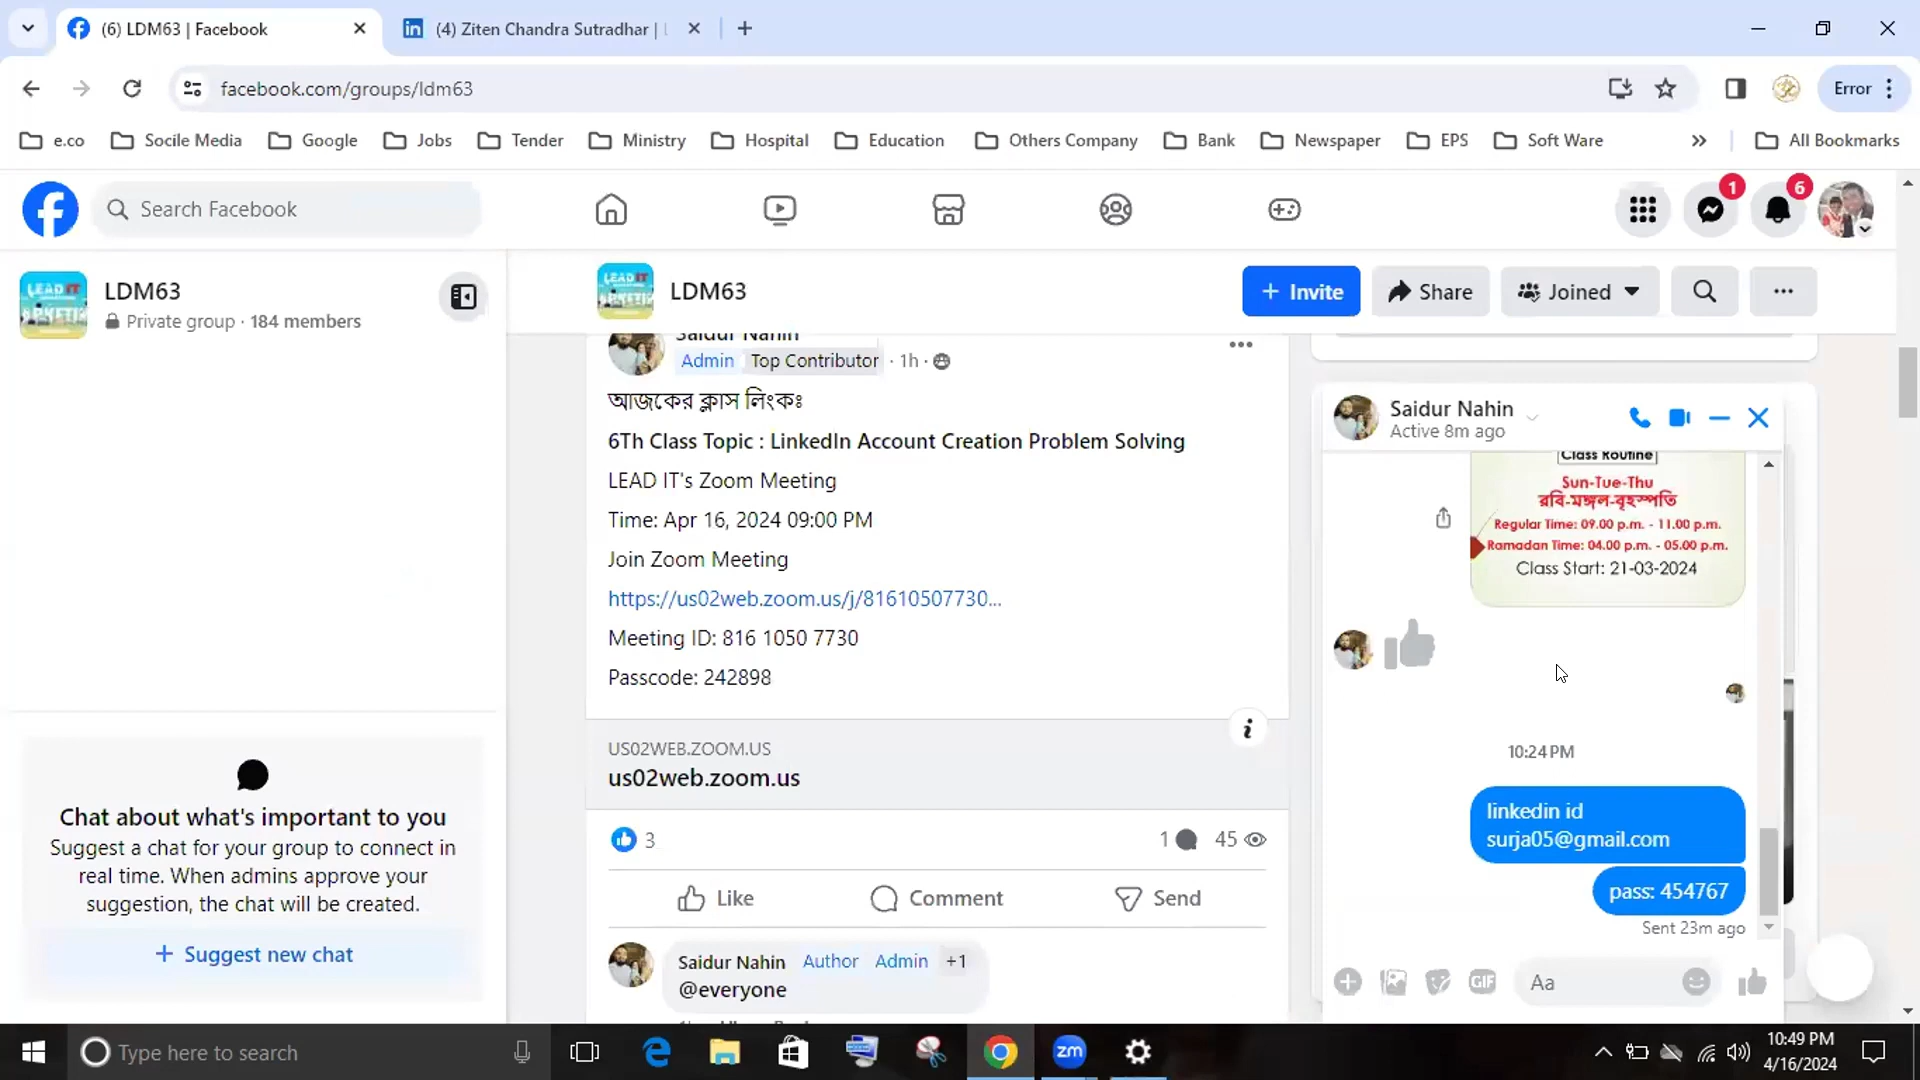 (6) LDM63 | Facebook
(4) Ziten Chandra Sutradhar |
facebook.com/groups/ldm63
Error
e.co
Socile Media
Google
Jobs
Tender
Ministry
Hospital
Education
Others Company
Bank
Newspaper
EPS
Soft Ware
All Bookmarks
Search Facebook
1
6
LDM63
Private group · 184 members
LDM63
+ Invite
Share
Joined
Saidur Nahin
Admin Top Contributor · 1h ·
আজকের ক্লাস লিংকঃ
6Th Class Topic : LinkedIn Account Creation Problem Solving
LEAD IT's Zoom Meeting
Time: Apr 16, 2024 09:00 PM
Join Zoom Meeting
https://us02web.zoom.us/j/81610507730...
Meeting ID: 816 1050 7730
Passcode: 242898
US02WEB.ZOOM.US
us02web.zoom.us
3
1
45
Like
Comment
Send
Saidur Nahin Author Admin +1
@everyone
Chat about what's important to you
Suggest a chat for your group to connect in
real time. When admins approve your
suggestion, the chat will be created.
+ Suggest new chat
Saidur Nahin
Active 8m ago
Class Routine
Sun-Tue-Thu
রবি-মঙ্গল-বৃহস্পতি
Regular Time: 09.00 p.m. - 11.00 p.m.
Ramadan Time: 04.00 p.m. - 05.00 p.m.
Class Start: 21-03-2024
10:24 PM
linkedin id
surja05@gmail.com
pass: 454767
Sent 23m ago
GIF
Aa
Type here to search
zm
10:49 PM
4/16/2024